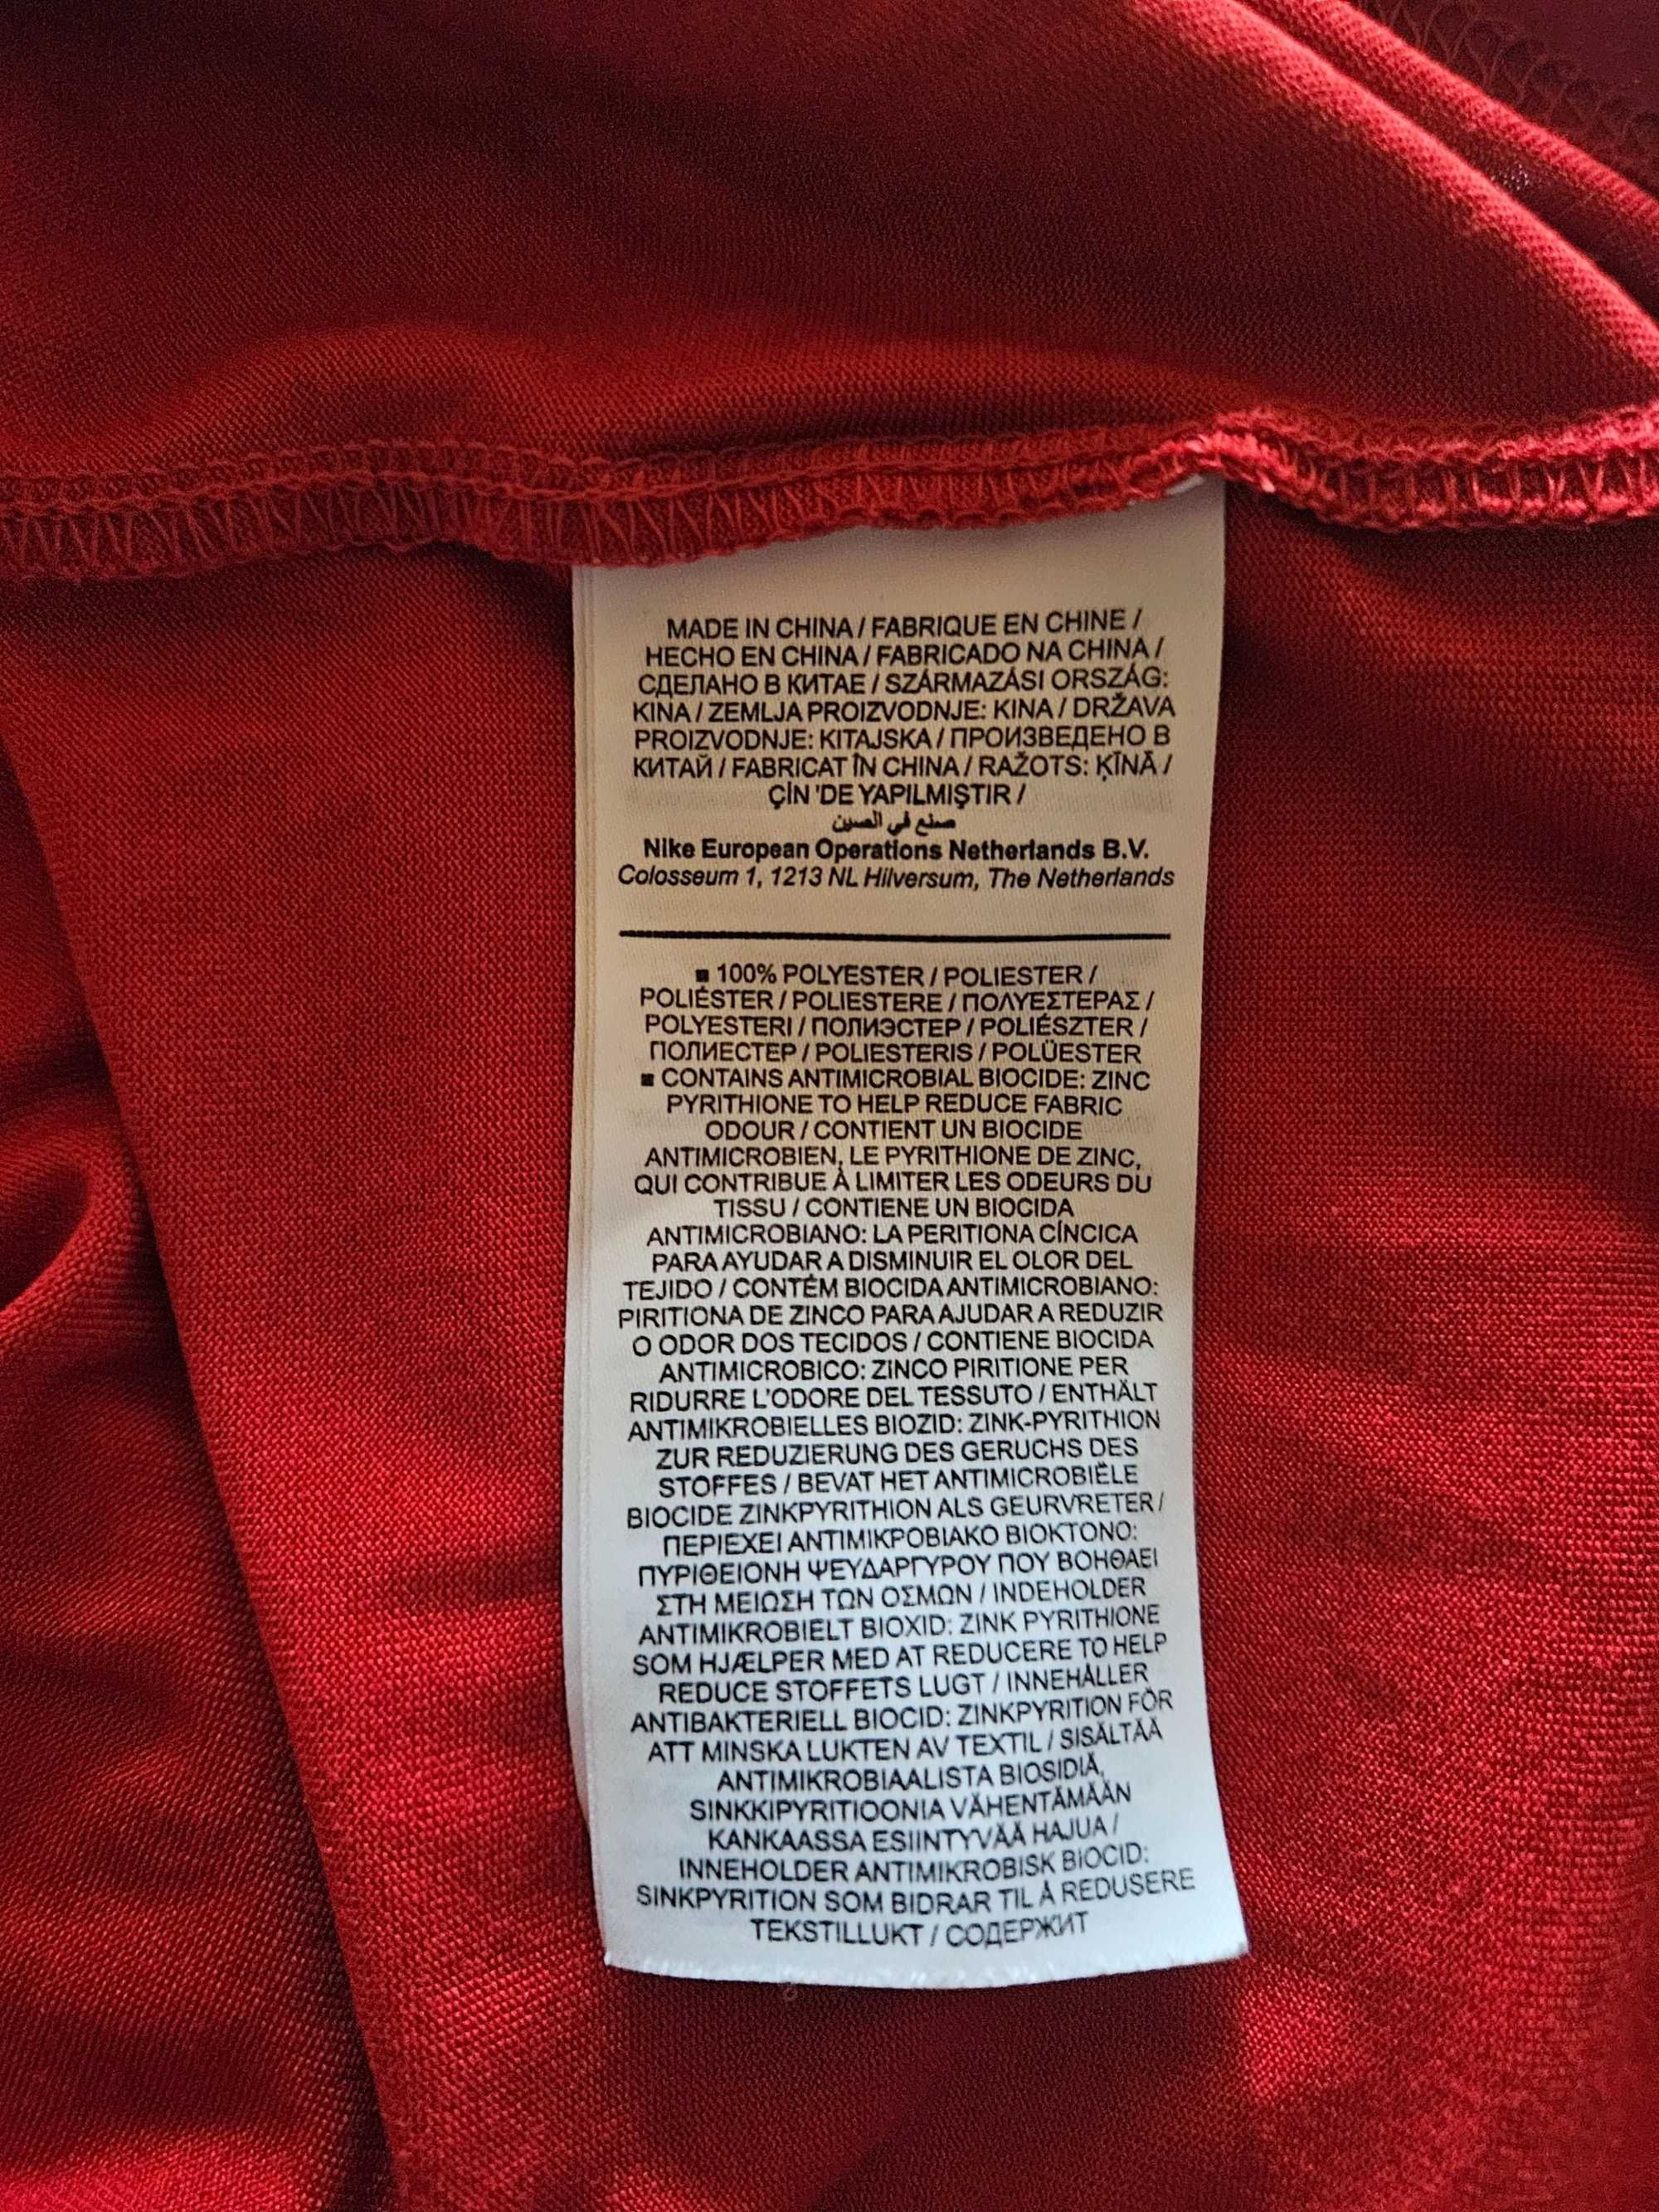 MADE IN CHINA / FABRIQUE EN CHINE /
HECHO EN CHINA / FABRICADO NA CHINA /
СДЕЛАНО В КИТАЕ / SZÁRMAZÁSI ORSZÁG:
KINA / ZEMLJA PROIZVODNJE: KINA / DRŽAVA
PROIZVODNJE: KITAJSKA / ПРОИЗВЕДЕНО В
КИТАЙ / FABRICAT ÎN CHINA / RAŽOTS: ĶĪNĀ /
ÇİN 'DE YAPILMIŞTIR /
صنع في الصين
Nike European Operations Netherlands B.V.
Colosseum 1, 1213 NL Hilversum, The Netherlands
■ 100% POLYESTER / POLIESTER /
POLIÉSTER / POLIESTERE / ΠΟΛΥΕΣΤΕΡΑΣ /
POLYESTERI / ПОЛИЭСТЕР / POLIÉSZTER /
ПОЛИЕСТЕР / POLIESTERIS / POLÜESTER
■ CONTAINS ANTIMICROBIAL BIOCIDE: ZINC
PYRITHIONE TO HELP REDUCE FABRIC
ODOUR / CONTIENT UN BIOCIDE
ANTIMICROBIEN, LE PYRITHIONE DE ZINC,
QUI CONTRIBUE À LIMITER LES ODEURS DU
TISSU / CONTIENE UN BIOCIDA
ANTIMICROBIANO: LA PERITIONA CÍNCICA
PARA AYUDAR A DISMINUIR EL OLOR DEL
TEJIDO / CONTÉM BIOCIDA ANTIMICROBIANO:
PIRITIONA DE ZINCO PARA AJUDAR A REDUZIR
O ODOR DOS TECIDOS / CONTIENE BIOCIDA
ANTIMICROBICO: ZINCO PIRITIONE PER
RIDURRE L'ODORE DEL TESSUTO / ENTHÄLT
ANTIMIKROBIELLES BIOZID: ZINK-PYRITHION
ZUR REDUZIERUNG DES GERUCHS DES
STOFFES / BEVAT HET ANTIMICROBIËLE
BIOCIDE ZINKPYRITHION ALS GEURVRETER /
ΠΕΡΙΕΧΕΙ ΑΝΤΙΜΙΚΡΟΒΙΑΚΟ ΒΙΟΚΤΟΝΟ:
ΠΥΡΙΘΕΙΟΝΗ ΨΕΥΔΑΡΓΥΡΟΥ ΠΟΥ ΒΟΗΘΑΕΙ
ΣΤΗ ΜΕΙΩΣΗ ΤΩΝ ΟΣΜΩΝ / INDEHOLDER
ANTIMIKROBIELT BIOXID: ZINK PYRITHIONE
SOM HJÆLPER MED AT REDUCERE TO HELP
REDUCE STOFFETS LUGT / INNEHÅLLER
ANTIBAKTERIELL BIOCID: ZINKPYRITION FÖR
ATT MINSKA LUKTEN AV TEXTIL / SISÄLTÄÄ
ANTIMIKROBIAALISTA BIOSIDIÄ,
SINKKIPYRITIOONIA VÄHENTÄMÄÄN
KANKAASSA ESIINTYVÄÄ HAJUA /
INNEHOLDER ANTIMIKROBISK BIOCID:
SINKPYRITION SOM BIDRAR TIL Å REDUSERE
TEKSTILLUKT / СОДЕРЖИТ